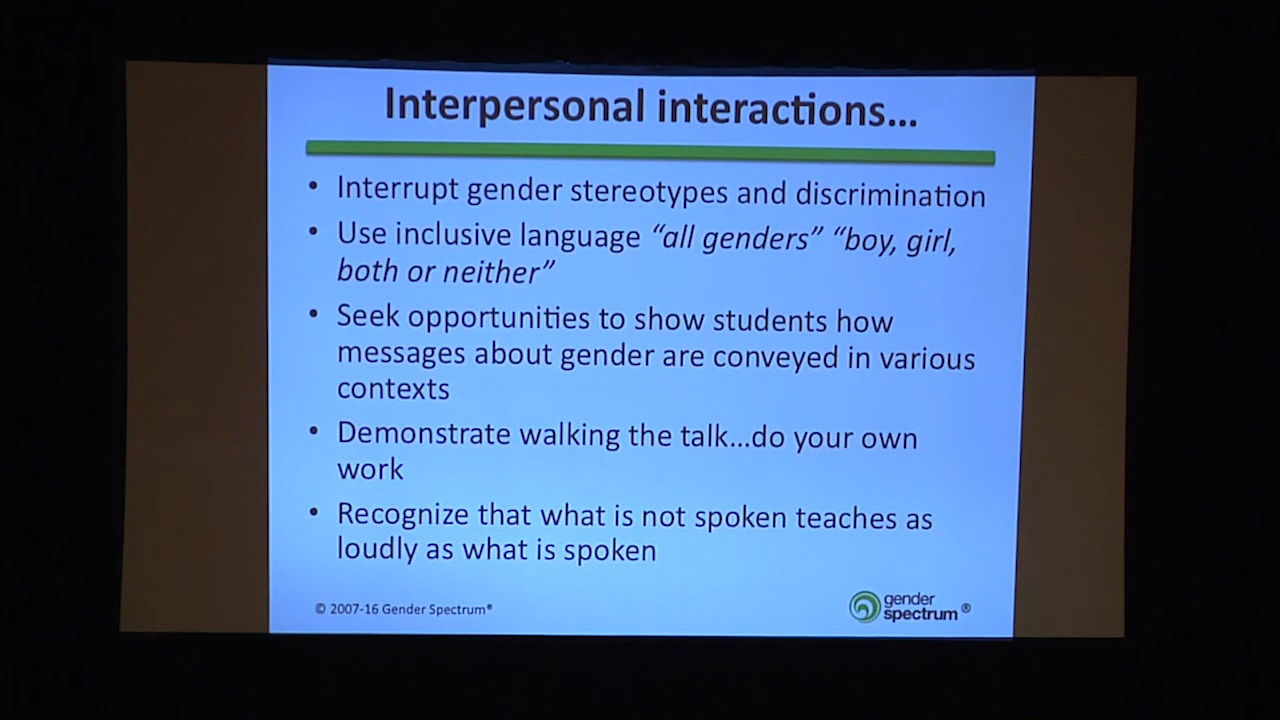 Interpersonal interactions…
• Interrupt gender stereotypes and discrimination
• Use inclusive language “all genders” “boy, girl,
both or neither”
• Seek opportunities to show students how
messages about gender are conveyed in various
contexts
• Demonstrate walking the talk…do your own
work
• Recognize that what is not spoken teaches as
loudly as what is spoken
© 2007-16 Gender Spectrum®
gender
spectrum ®